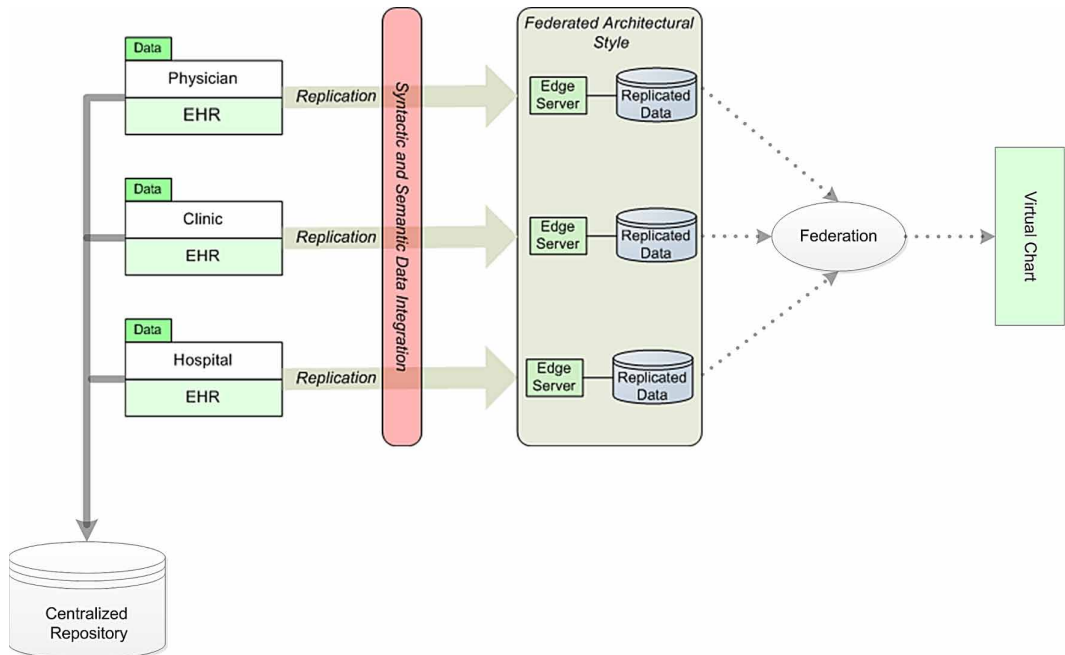 Federated Architectural
Style
Data
Physician
EHR
Replication
Syntactic and Semantic Data Integration
Edge
Server
Replicated
Data
Data
Clinic
EHR
Replication
Edge
Server
Replicated
Data
Federation
Virtual Chart
Data
Hospital
EHR
Replication
Edge
Server
Replicated
Data
Centralized
Repository